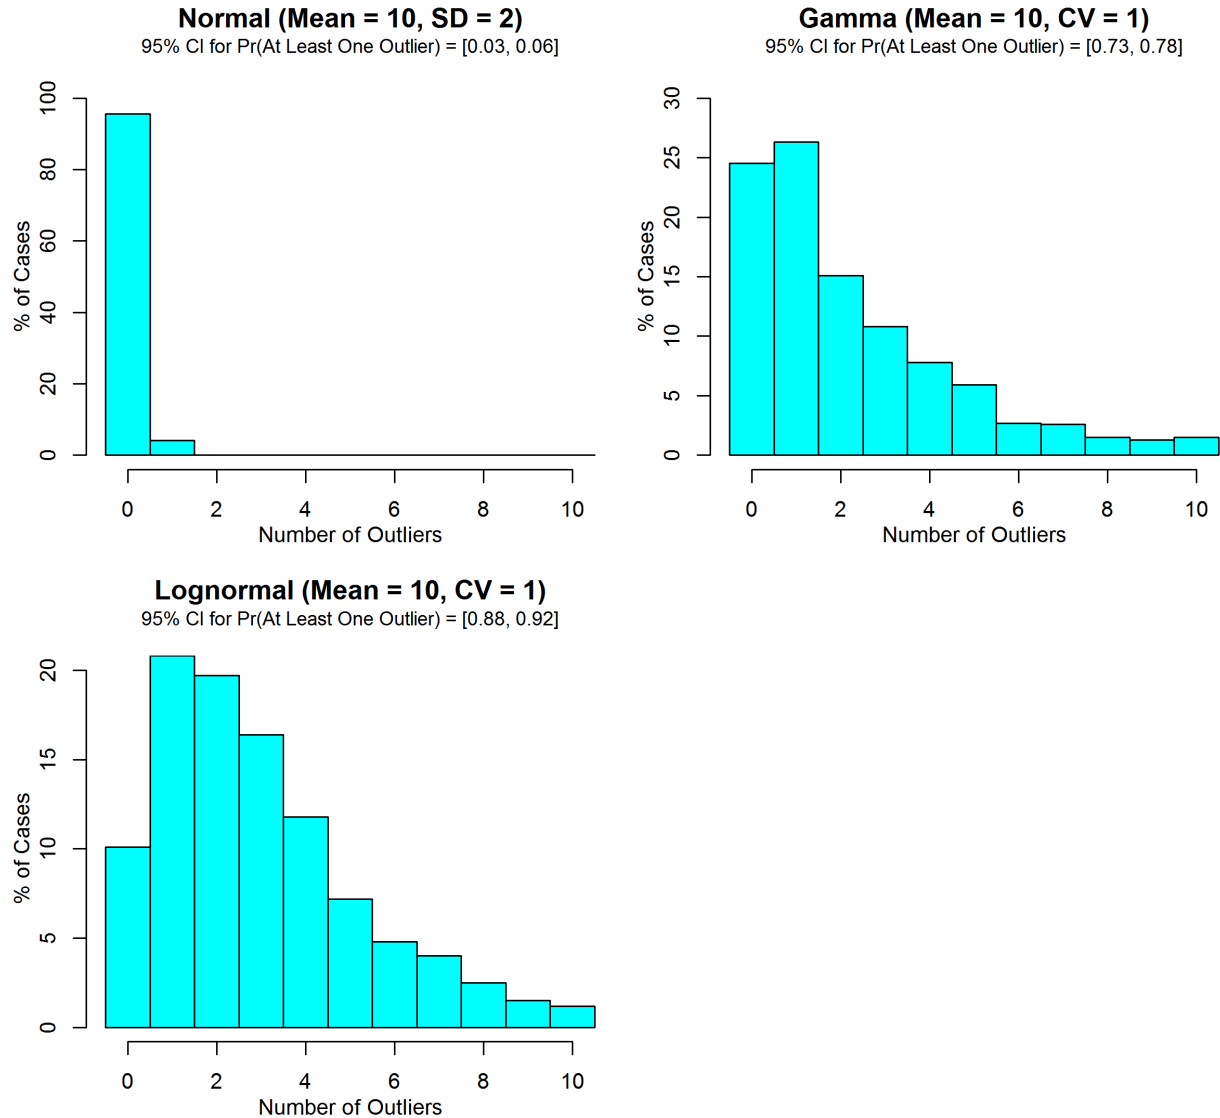 Normal (Mean = 10, SD = 2)
95% CI for Pr(At Least One Outlier) = [0.03, 0.06]
100
80
60
40
20
0
% of Cases
0 2 4 6 8 10
Number of Outliers
Gamma (Mean = 10, CV = 1)
95% CI for Pr(At Least One Outlier) = [0.73, 0.78]
30
25
20
15
10
5
0
% of Cases
0 2 4 6 8 10
Number of Outliers
Lognormal (Mean = 10, CV = 1)
95% CI for Pr(At Least One Outlier) = [0.88, 0.92]
20
15
10
5
0
% of Cases
0 2 4 6 8 10
Number of Outliers